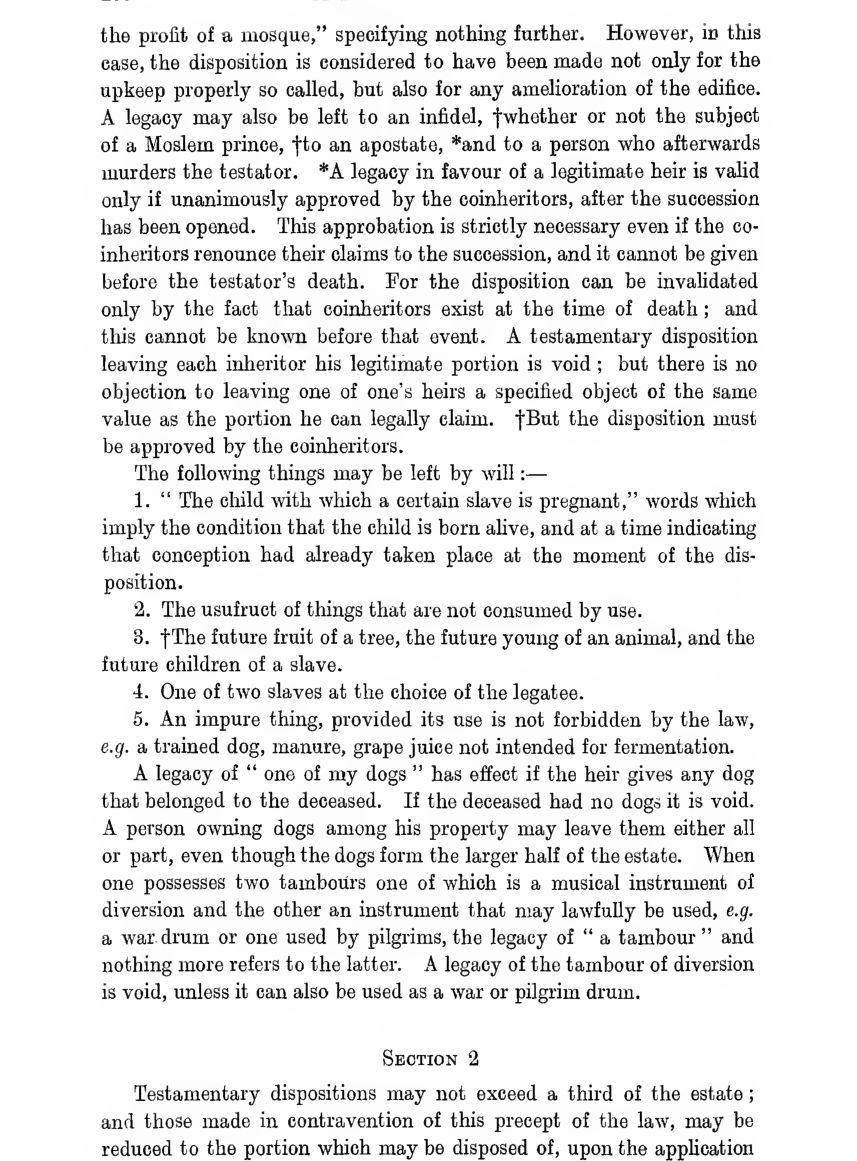 the profit of a mosque,” specifying nothing further. However, in this
case, the disposition is considered to have been made not only for the
upkeep properly so called, but also for any amelioration of the edifice.
A legacy may also be left to an infidel, †whether or not the subject
of a Moslem prince, †to an apostate, *and to a person who afterwards
murders the testator. *A legacy in favour of a legitimate heir is valid
only if unanimously approved by the coinheritors, after the succession
has been opened. This approbation is strictly necessary even if the co-
inheritors renounce their claims to the succession, and it cannot be given
before the testator’s death. For the disposition can be invalidated
only by the fact that coinheritors exist at the time of death ; and
this cannot be known before that event. A testamentary disposition
leaving each inheritor his legitimate portion is void ; but there is no
objection to leaving one of one’s heirs a specified object of the same
value as the portion he can legally claim. †But the disposition must
be approved by the coinheritors.
The following things may be left by will :—
1. “ The child with which a certain slave is pregnant,” words which
imply the condition that the child is born alive, and at a time indicating
that conception had already taken place at the moment of the dis-
position.
2. The usufruct of things that are not consumed by use.
3. †The future fruit of a tree, the future young of an animal, and the
future children of a slave.
4. One of two slaves at the choice of the legatee.
5. An impure thing, provided its use is not forbidden by the law,
e.g. a trained dog, manure, grape juice not intended for fermentation.
A legacy of “ one of my dogs ” has effect if the heir gives any dog
that belonged to the deceased. If the deceased had no dogs it is void.
A person owning dogs among his property may leave them either all
or part, even though the dogs form the larger half of the estate. When
one possesses two tambours one of which is a musical instrument of
diversion and the other an instrument that may lawfully be used, e.g.
a war drum or one used by pilgrims, the legacy of “ a tambour ” and
nothing more refers to the latter. A legacy of the tambour of diversion
is void, unless it can also be used as a war or pilgrim drum.
SECTION 2
Testamentary dispositions may not exceed a third of the estate ;
and those made in contravention of this precept of the law, may be
reduced to the portion which may be disposed of, upon the application